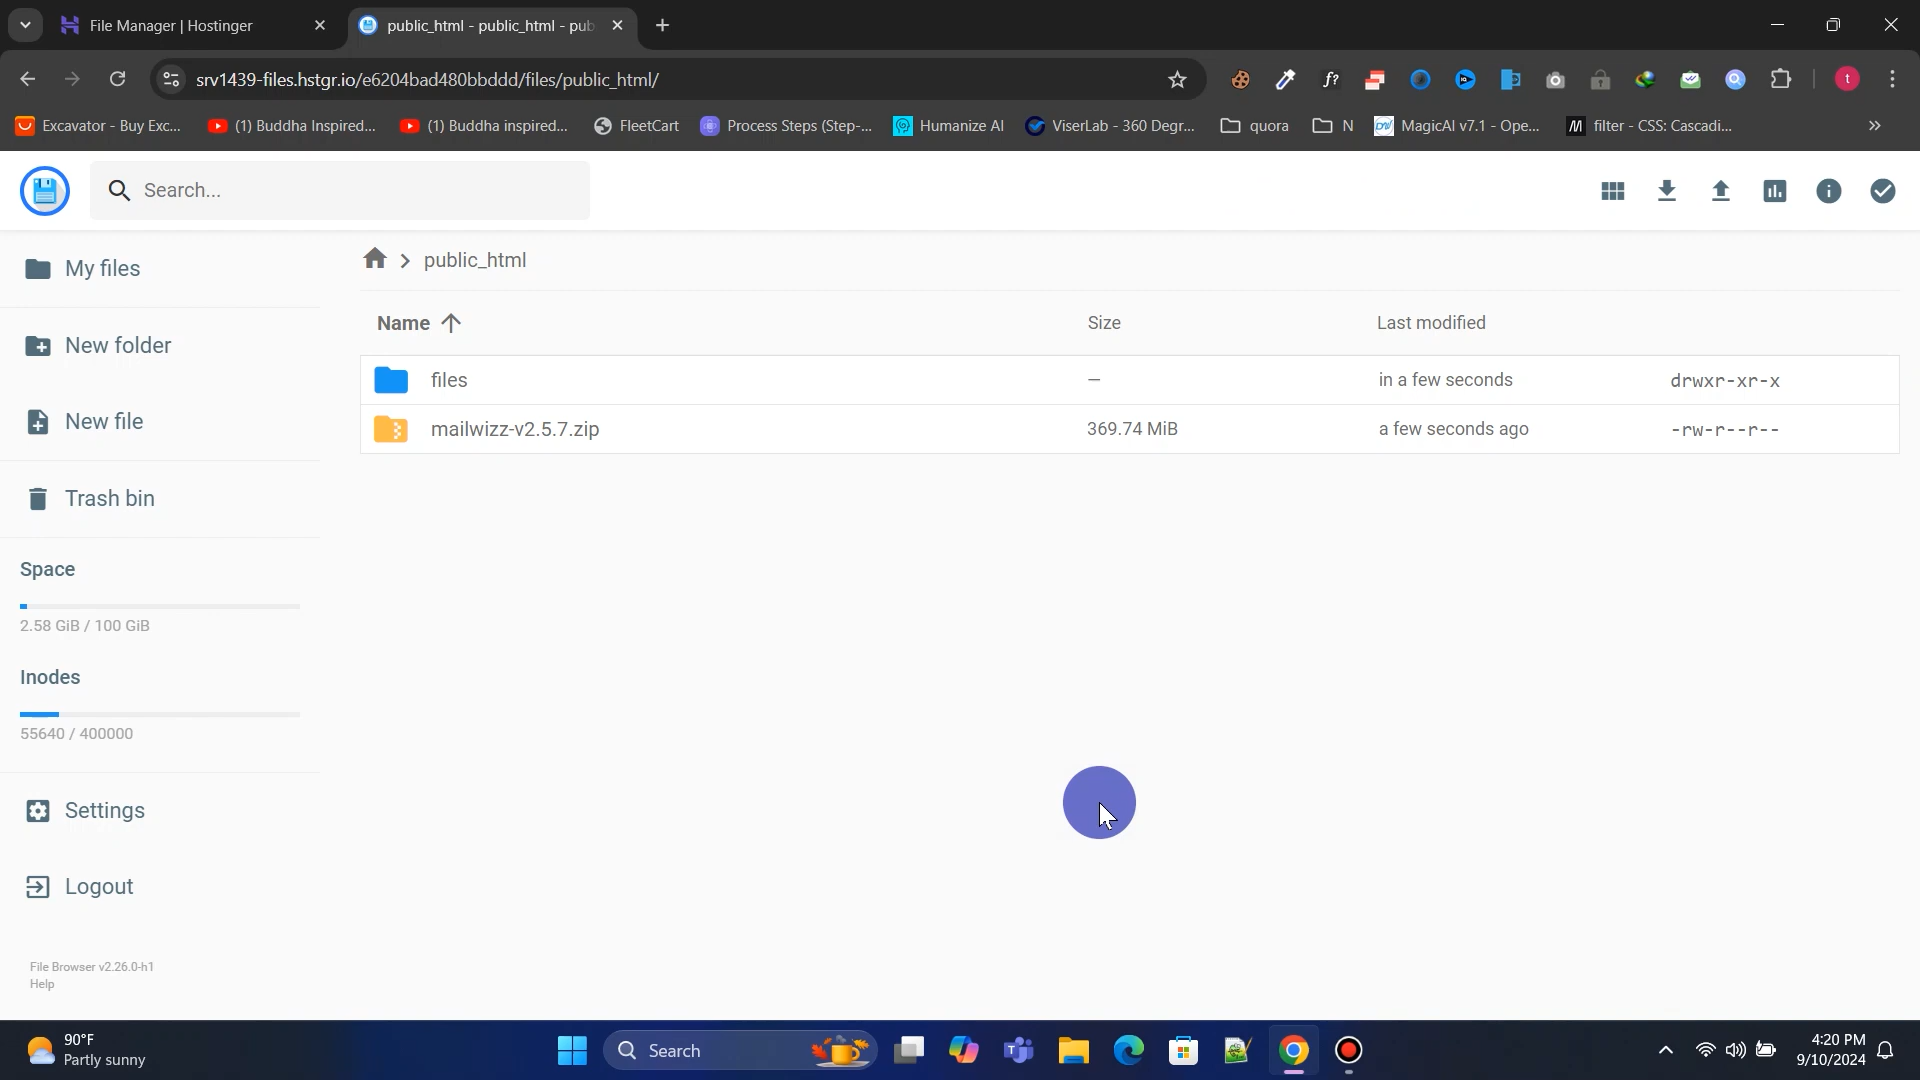 File Manager | Hostinger
public_html - public_html - pub
srv1439-files.hstgr.io/e6204bad480bbddd/files/public_html/
f?
t
Excavator - Buy Exc...
(1) Buddha Inspired...
(1) Buddha inspired...
FleetCart
Process Steps (Step-...
Humanize AI
ViserLab - 360 Degr...
quora
N
MagicAI v7.1 - Ope...
filter - CSS: Cascadi...
Search...
My files
New folder
New file
Trash bin
Space
2.58 GiB / 100 GiB
Inodes
55640 / 400000
Settings
Logout
File Browser v2.26.0-h1
Help
public_html
Name
Size
Last modified
files
—
in a few seconds
drwxr-xr-x
mailwizz-v2.5.7.zip
369.74 MiB
a few seconds ago
-rw-r--r--
90°F
Partly sunny
Search
4:20 PM
9/10/2024